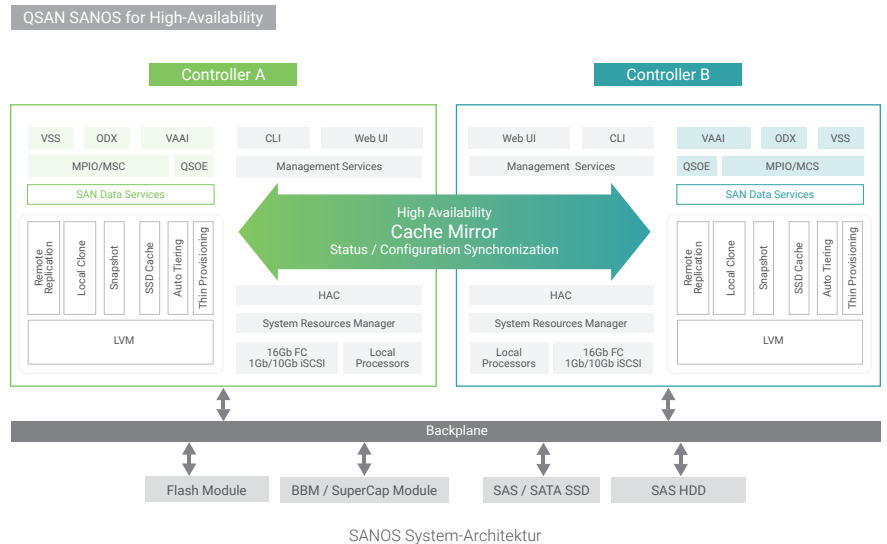 QSAN SANOS for High-Availability
Controller A
Controller B
VSS
ODX
VAAI
CLI
Web UI
MPIO/MSC
QSOE
Management Services
SAN Data Services
Remote
Replication
Local Clone
Snapshot
SSD Cache
Auto Tiering
Thin Provisioning
LVM
Web UI
CLI
VAAI
ODX
VSS
Management Services
QSOE
MPIO/MCS
SAN Data Services
Remote
Replication
Local Clone
Snapshot
SSD Cache
Auto Tiering
Thin Provisioning
LVM
High Availability
Cache Mirror
Status / Configuration Synchronization
HAC
System Resources Manager
16Gb FC
1Gb/10Gb iSCSI
Local
Processors
HAC
System Resources Manager
Local
Processors
16Gb FC
1Gb/10Gb iSCSI
Backplane
Flash Module
BBM / SuperCap Module
SAS / SATA SSD
SAS HDD
SANOS System-Architektur